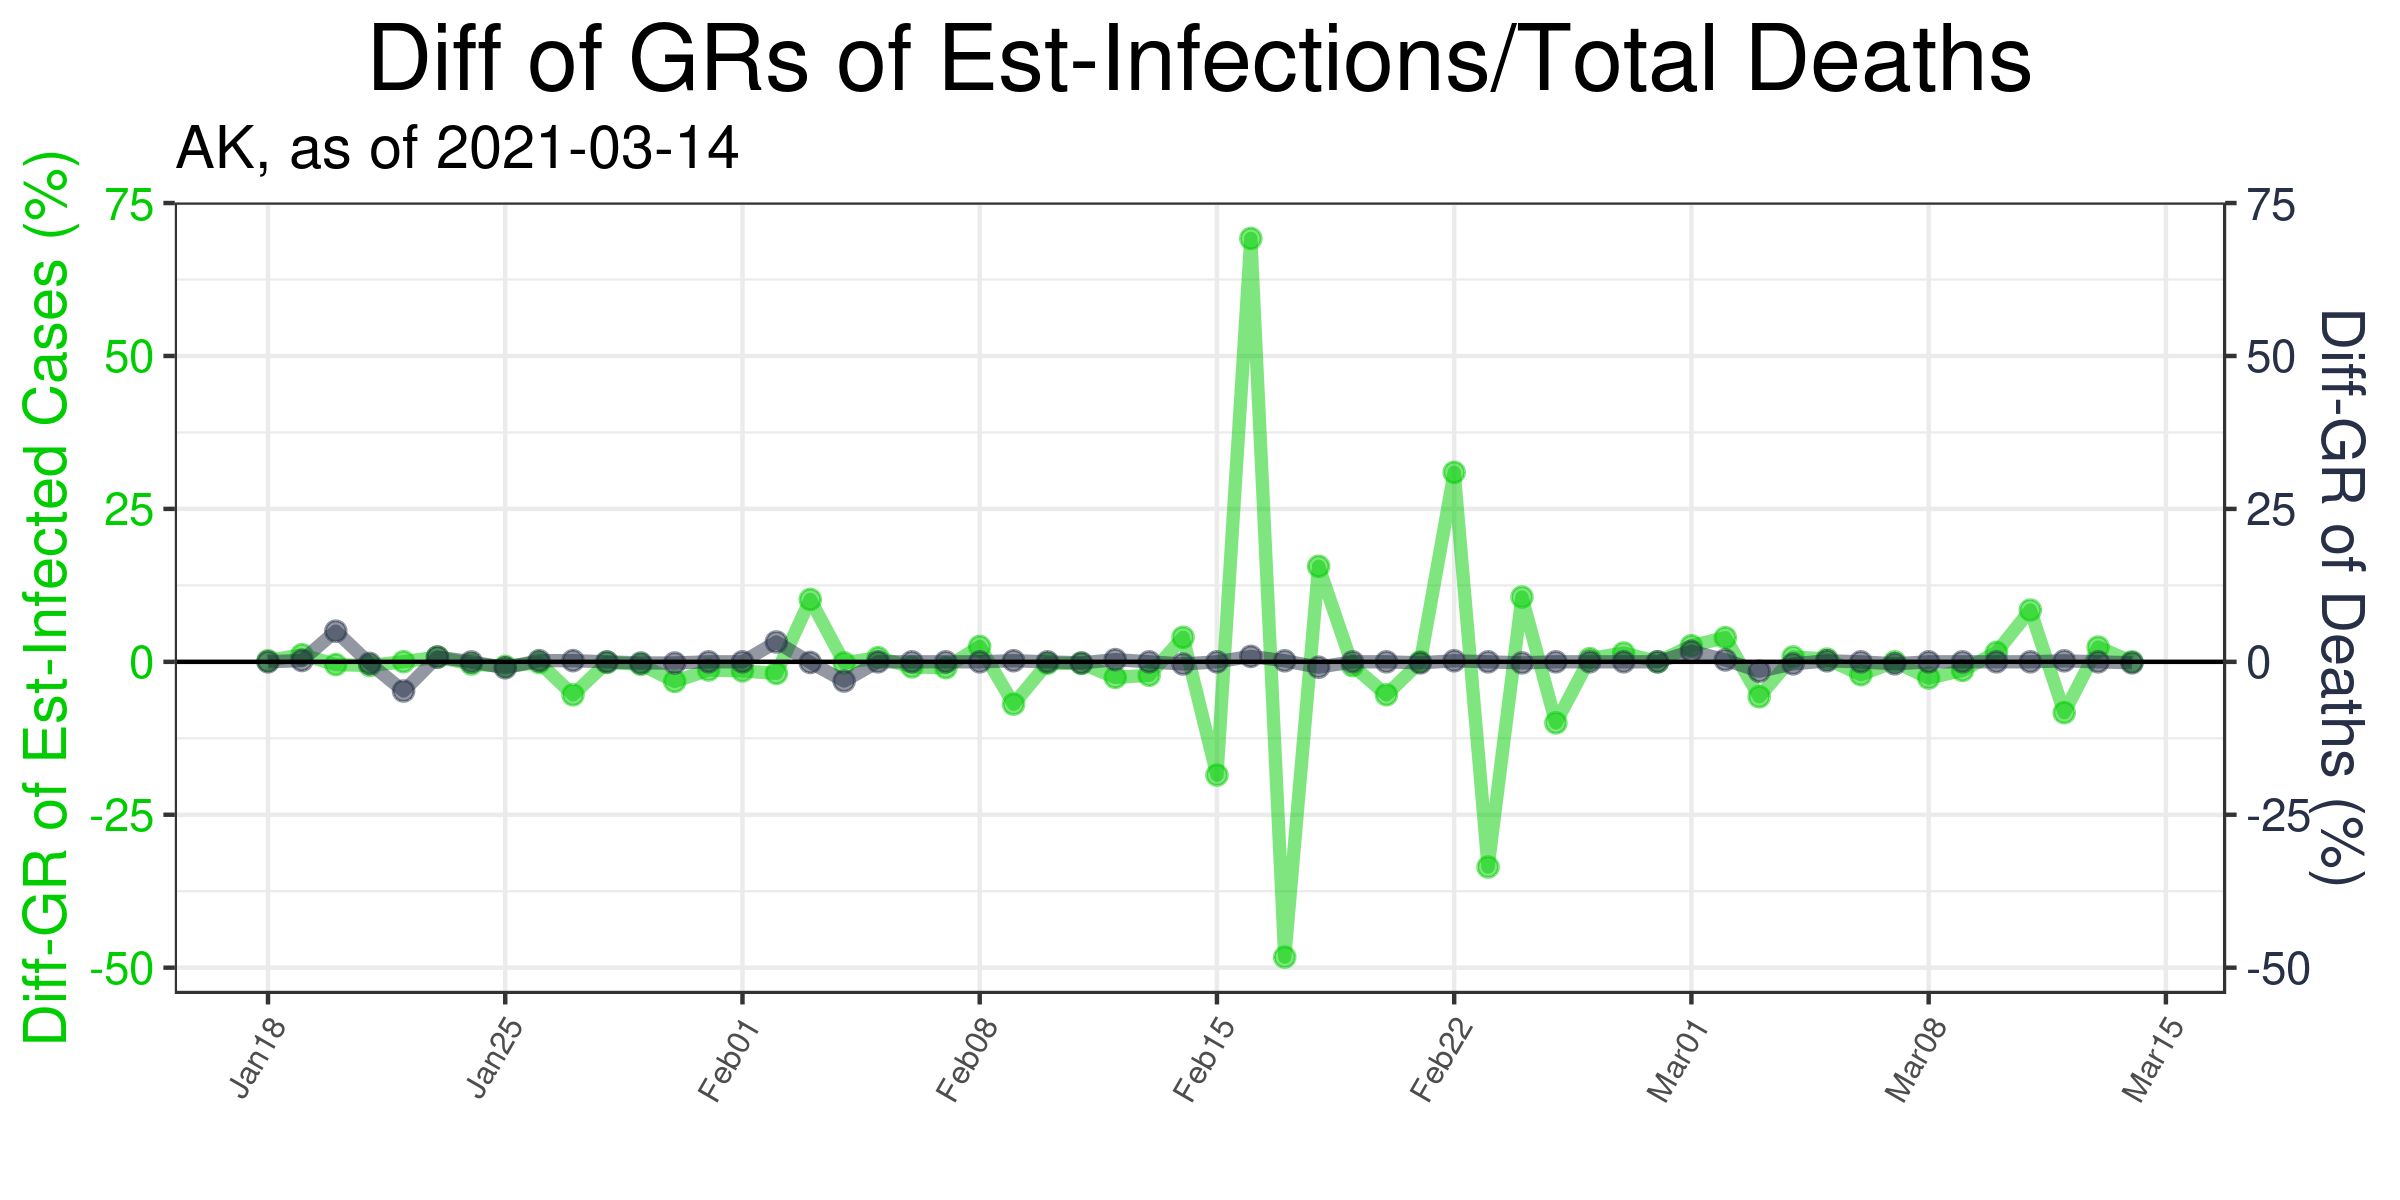 Diff of GRs of Est-Infections/Total Deaths
AK, as of 2021-03-14
Diff-GR of Est-Infected Cases (%)
75
50
25
0
-25
-50
75
50
25
0
-25
-50
Diff-GR of Deaths (%)
Jan18
Jan25
Feb01
Feb08
Feb15
Feb22
Mar01
Mar08
Mar15